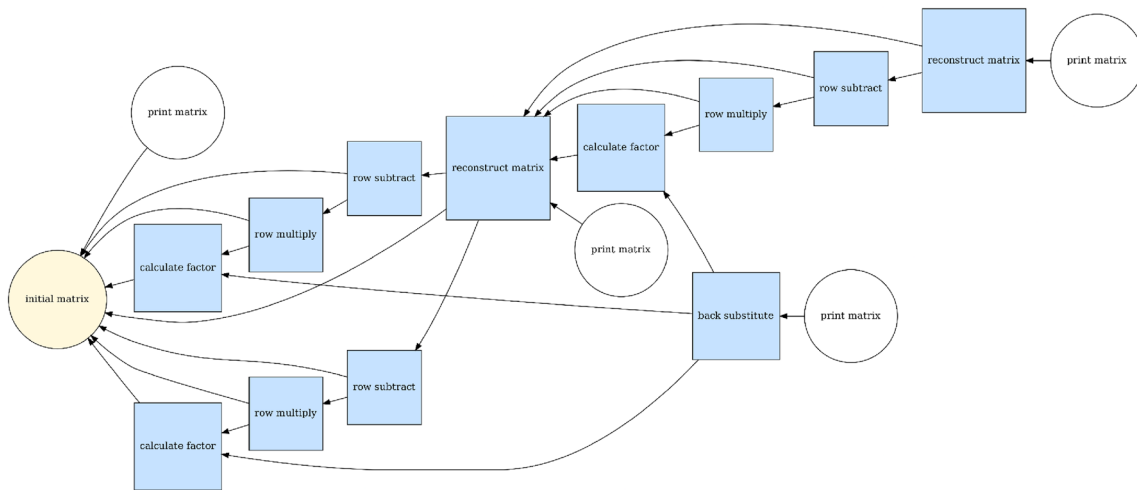 reconstruct matrix
print matrix
row subtract
print matrix
row multiply
calculate factor
reconstruct matrix
row subtract
row multiply
print matrix
calculate factor
initial matrix
back substitute
print matrix
row subtract
row multiply
calculate factor